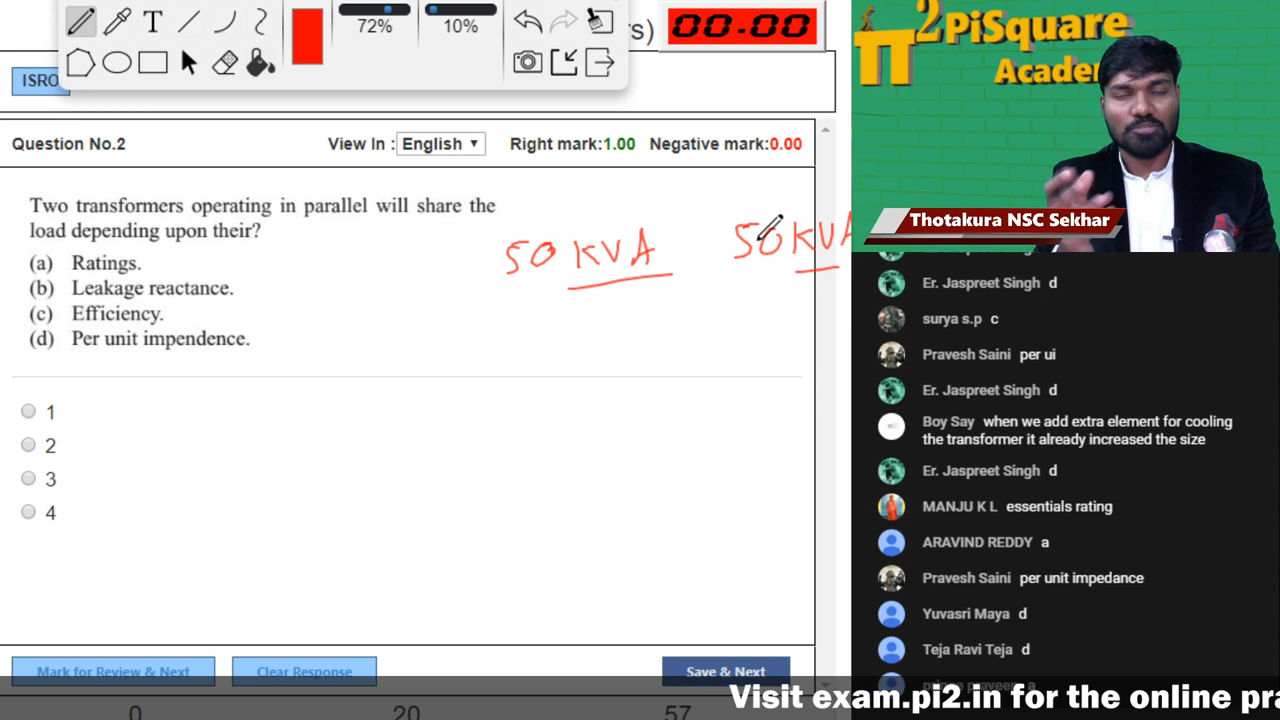 T
72%
10%
rs)
00.00
ISRO
Question No.2
View In :
English
Right mark:1.00
Negative mark:0.00
Two transformers operating in parallel will share the
load depending upon their?
(a) Ratings.
(b) Leakage reactance.
(c) Efficiency.
(d) Per unit impendence.
50 KVA
50 KVA
1
2
3
4
Mark for Review & Next
Clear Response
Save & Next
0
20
57
π2PiSquare
Academ
Thotakura NSC Sekhar
Er. Jaspreet Singh d
surya s.p c
Pravesh Saini per ui
Er. Jaspreet Singh d
Boy Say when we add extra element for cooling
the transformer it already increased the size
Er. Jaspreet Singh d
MANJU K L essentials rating
ARAVIND REDDY a
Pravesh Saini per unit impedance
Yuvasri Maya d
Teja Ravi Teja d
Visit exam.pi2.in for the online pra